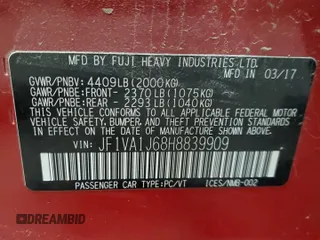 MFD BY FUJI HEAVY INDUSTRIES LTD.
GVWR/PNBV: 4409LB(2000KG) 03/17
GAWR/PNBE:FRONT- 2370LB(1075KG)
GAWR/PNBE:REAR - 2293LB(1040KG)
THIS VEHICLE CONFORMS TO ALL APPLICABLE FEDERAL MOTOR
VEHICLE SAFETY, BUMPER, AND THEFT PREVENTION STANDARDS
IN EFFECT ON THE DATE OF MANUFACTURE SHOWN ABOVE.
VIN: JF1VA1J68H8839909
PASSENGER CAR TYPE:PC/VT ICES/NMB-002
DREAMBID